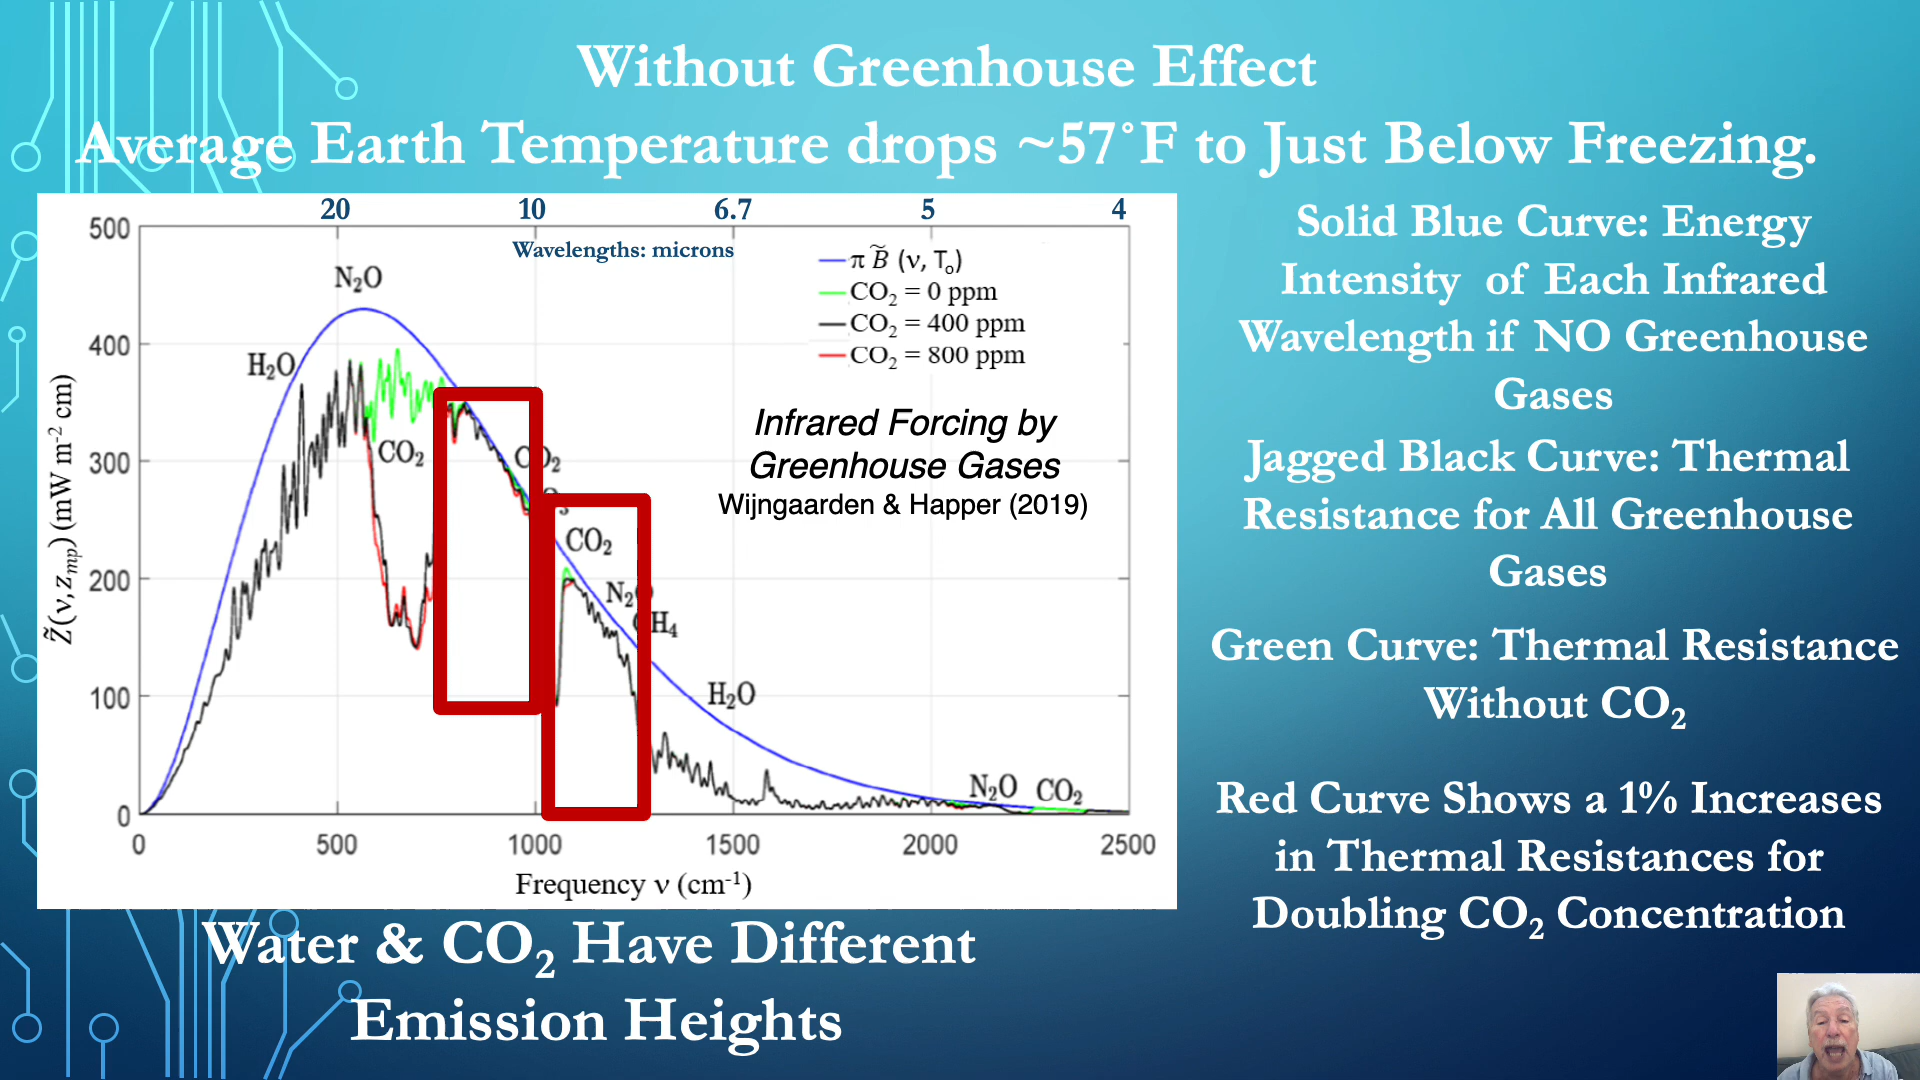 Without Greenhouse Effect
Average Earth Temperature drops ~57°F to Just Below Freezing.
20 10 6.7 5 4
Wavelengths: microns
500
400
300
200
100
0
Z̃(ν, z_mp) (mW m⁻² cm)
N₂O
H₂O
CO₂
CO₂
CO₂
N₂O
CH₄
H₂O
N₂O
CO₂
π B̃ (ν, T₀)
CO₂ = 0 ppm
CO₂ = 400 ppm
CO₂ = 800 ppm
Infrared Forcing by
Greenhouse Gases
Wijngaarden & Happer (2019)
0 500 1000 1500 2000 2500
Frequency ν (cm⁻¹)
Solid Blue Curve: Energy
Intensity of Each Infrared
Wavelength if NO Greenhouse
Gases
Jagged Black Curve: Thermal
Resistance for All Greenhouse
Gases
Green Curve: Thermal Resistance
Without CO₂
Red Curve Shows a 1% Increases
in Thermal Resistances for
Doubling CO₂ Concentration
Water & CO₂ Have Different
Emission Heights